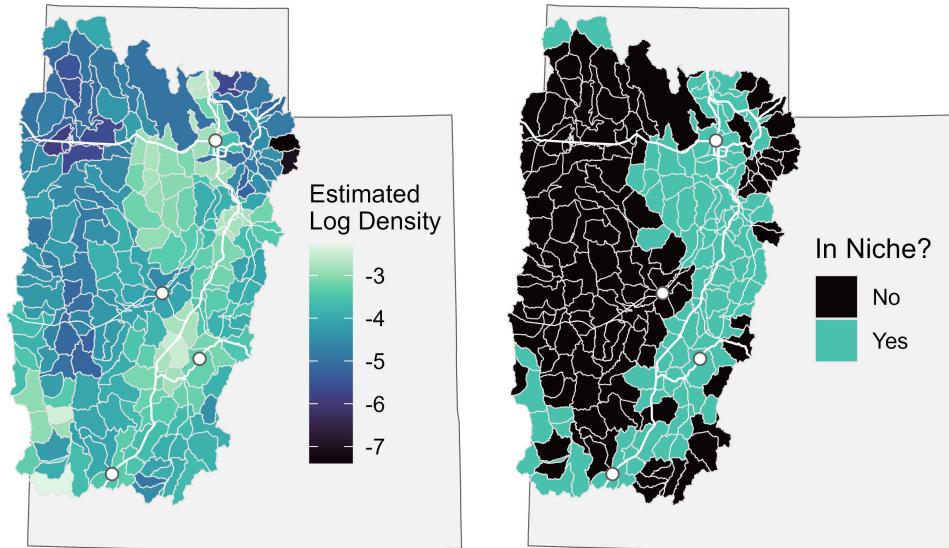 Estimated
Log Density
-3
-4
-5
-6
-7
In Niche?
No
Yes